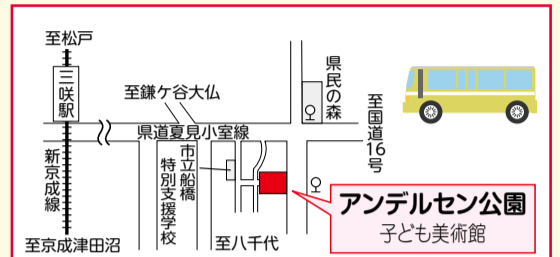 至松戸
三咲駅
新京成線
至京成津田沼
至鎌ケ谷大仏
県道夏見小室線
市立船橋
特別支援学校
至八千代
県民の森
至国道16号
アンデルセン公園
子ども美術館